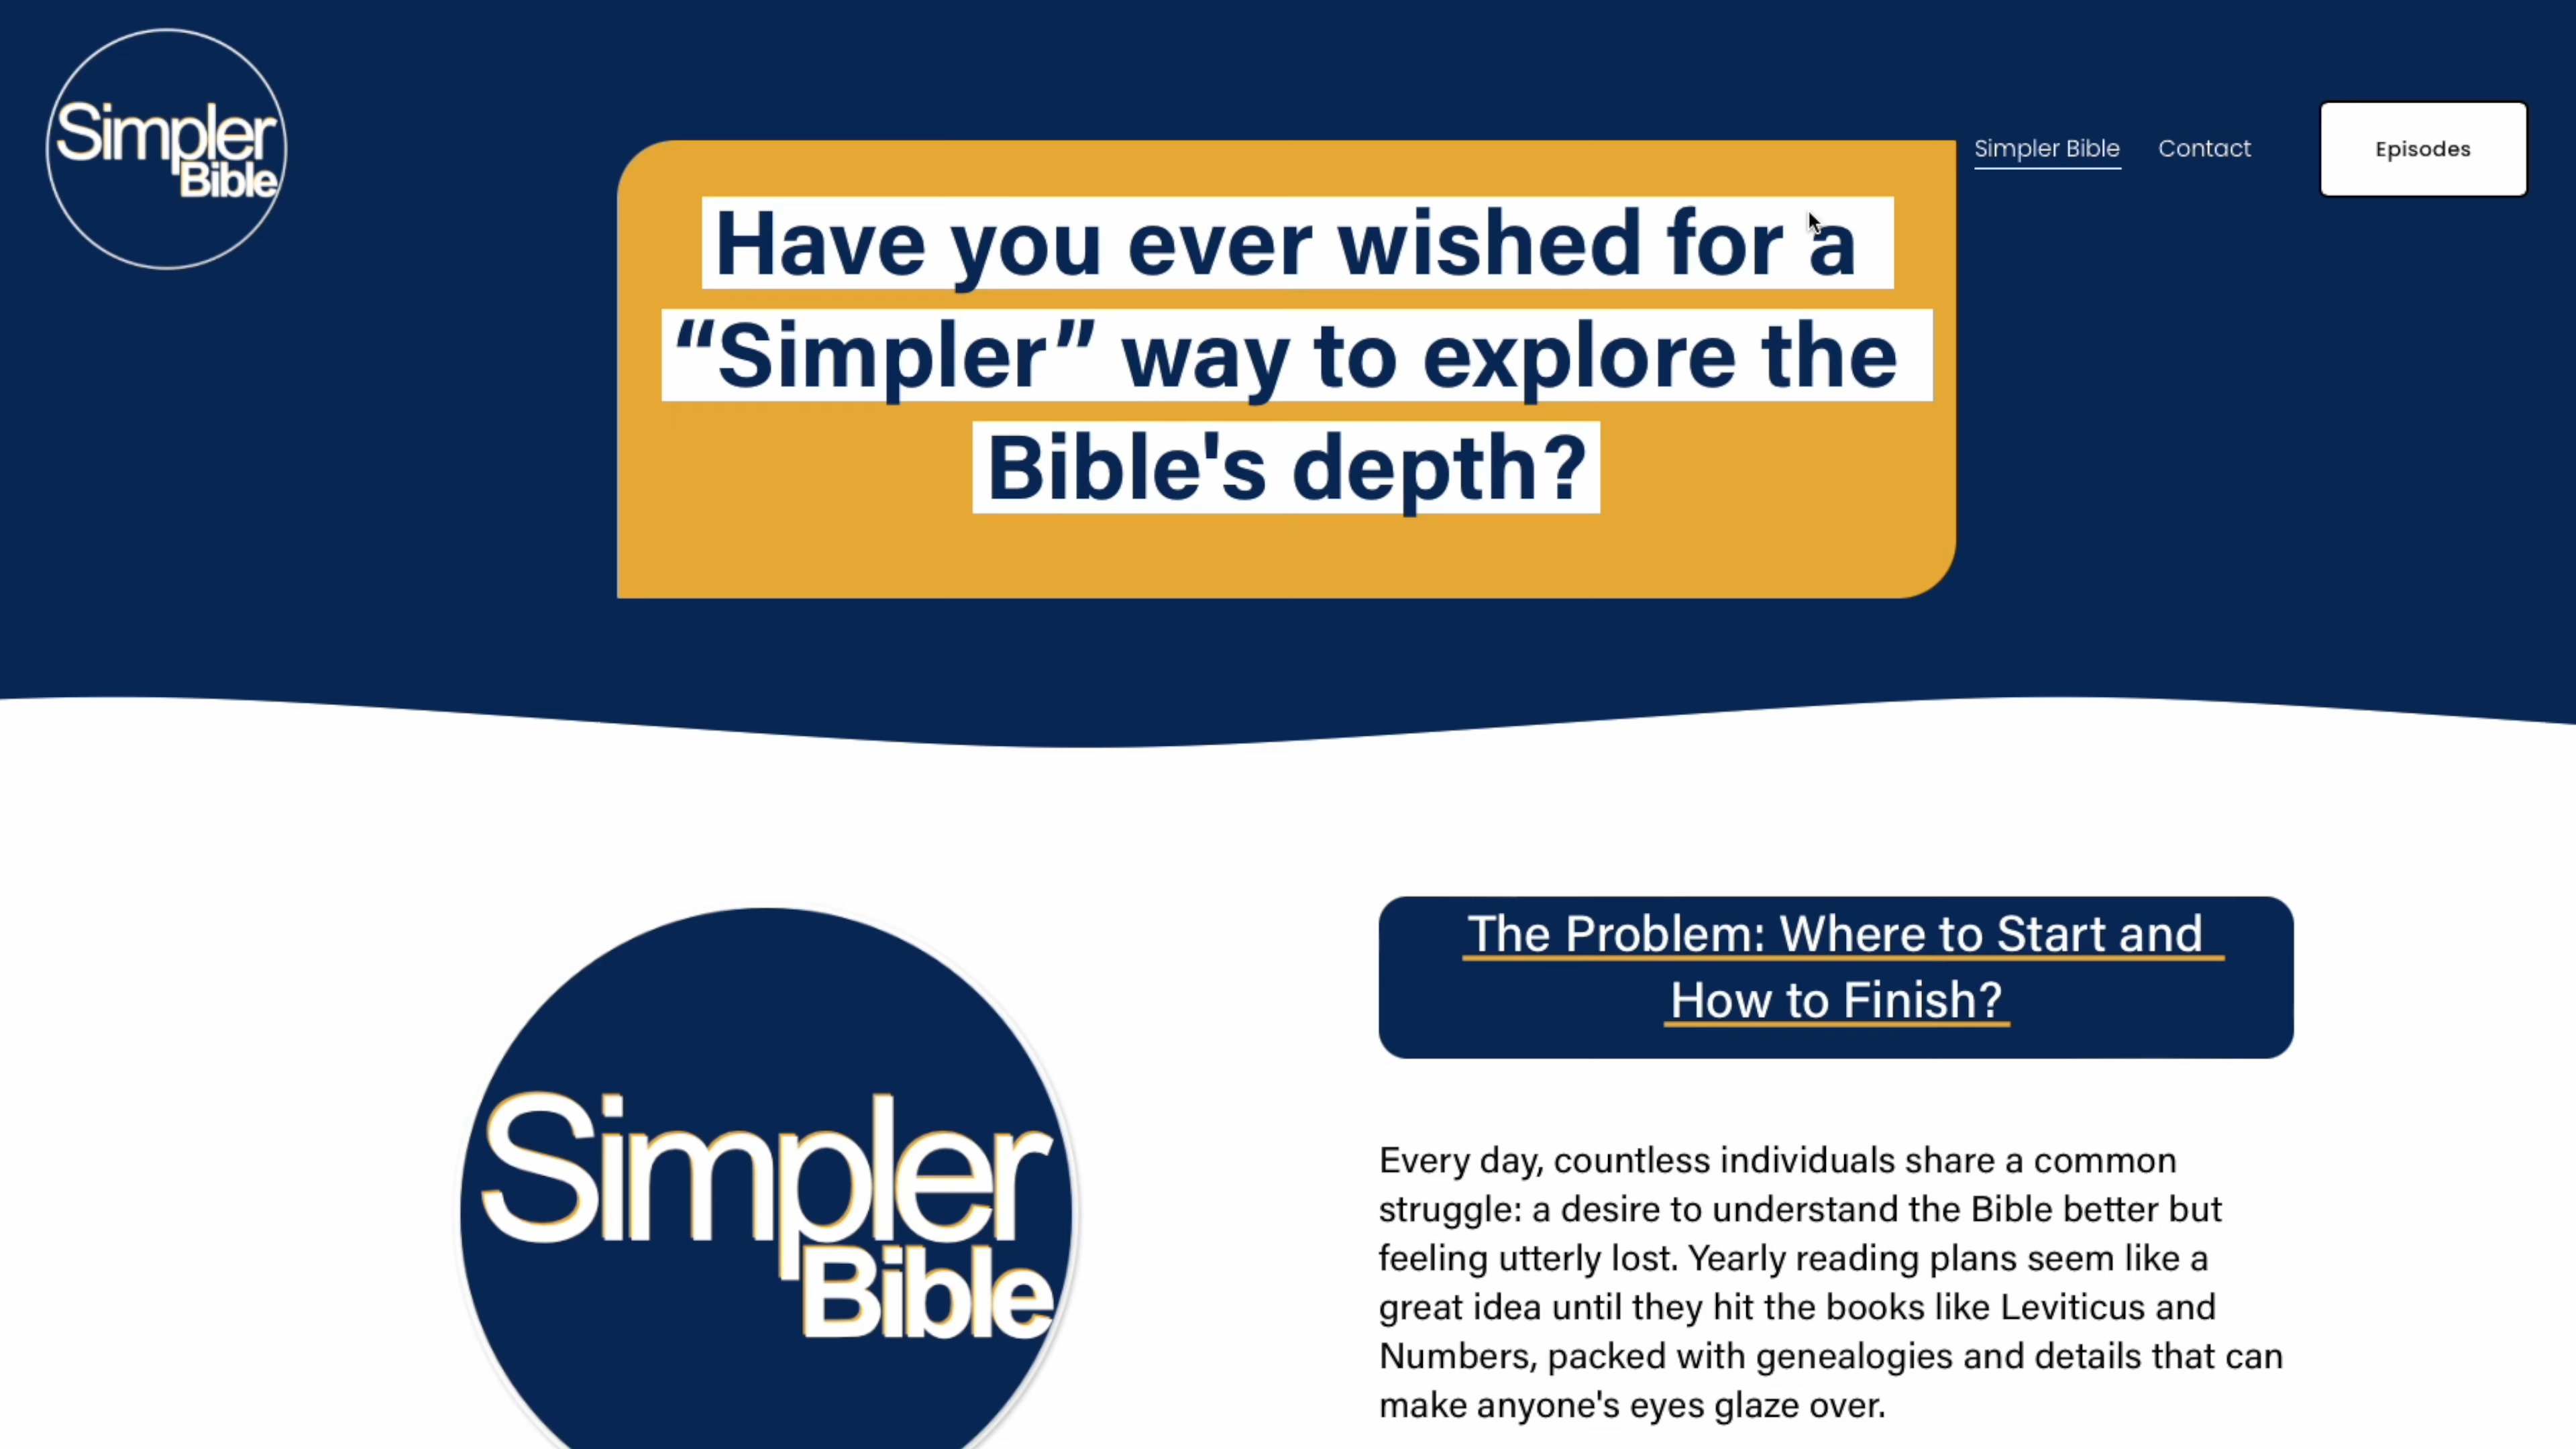 Simpler
Bible
Simpler Bible
Contact
Episodes
Have you ever wished for a
“Simpler” way to explore the
Bible's depth?
Simpler
Bible
The Problem: Where to Start and
How to Finish?
Every day, countless individuals share a common
struggle: a desire to understand the Bible better but
feeling utterly lost. Yearly reading plans seem like a
great idea until they hit the books like Leviticus and
Numbers, packed with genealogies and details that can
make anyone's eyes glaze over.